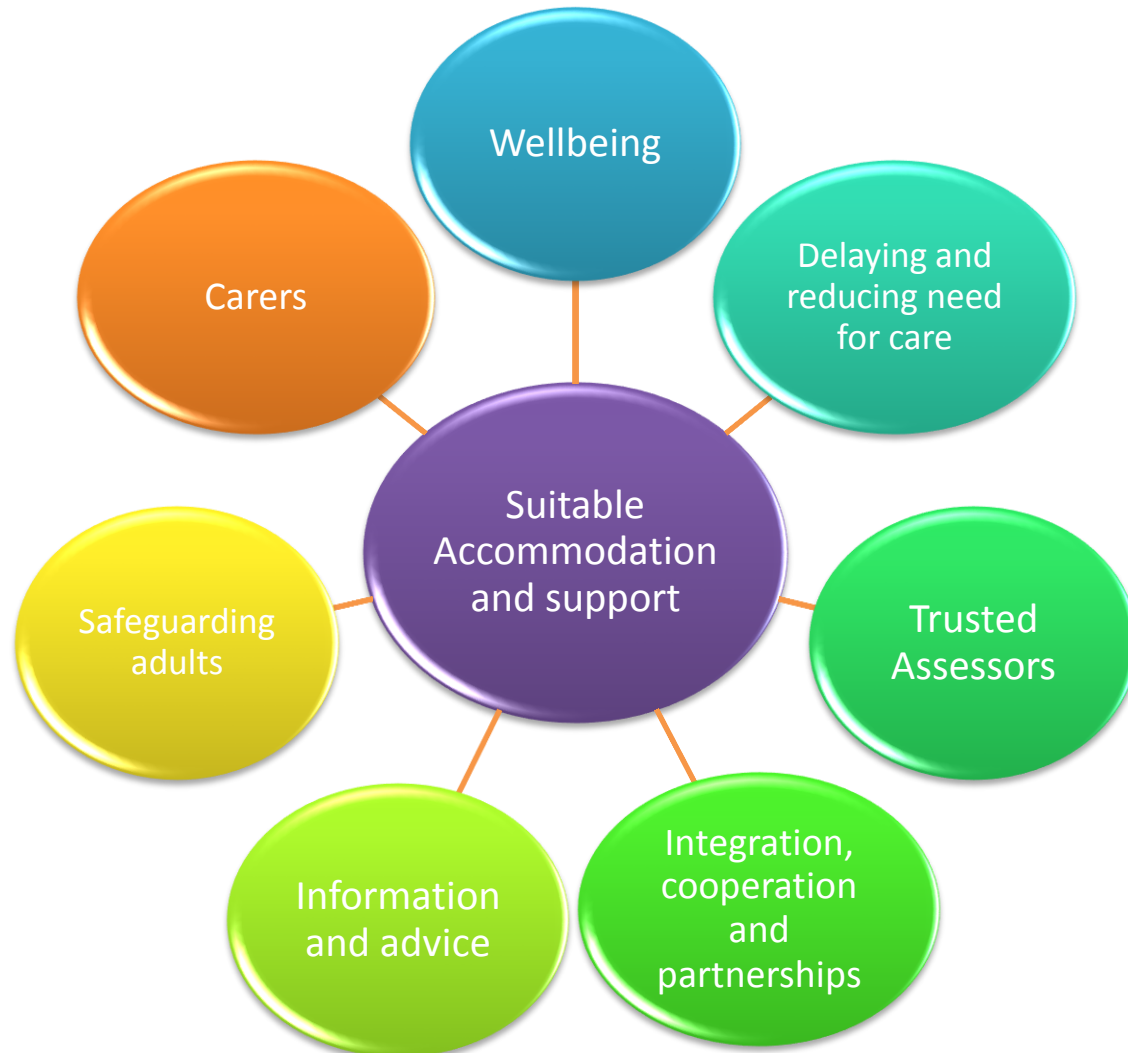 Wellbeing
Delaying and
reducing need
for care
Carers
Suitable
Accommodation
and support
Safeguarding
adults
Trusted
Assessors
Information
and advice
Integration,
cooperation
and
partnerships